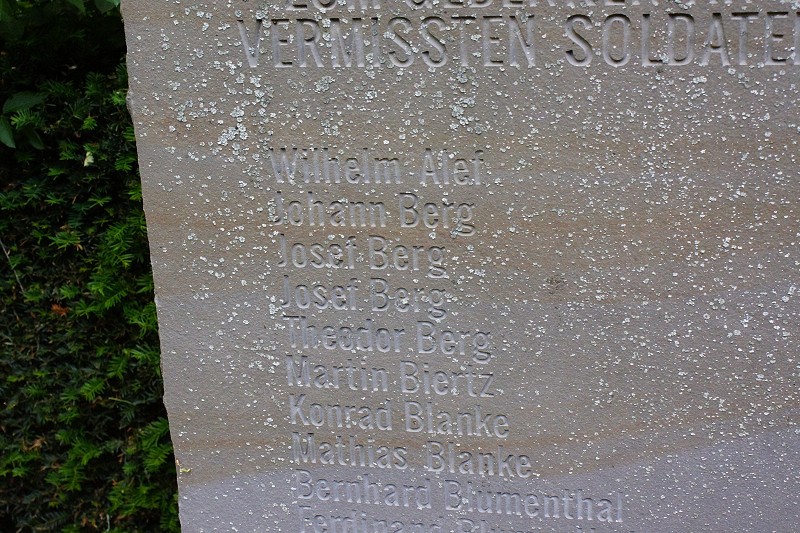 VERMISSTEN SOLDATEN
Wilhelm Alef
Johann Berg
Josef Berg
Josef Berg
Theodor Berg
Martin Biertz
Konrad Blanke
Mathias Blanke
Bernhard Blumenthal
Ferdinand